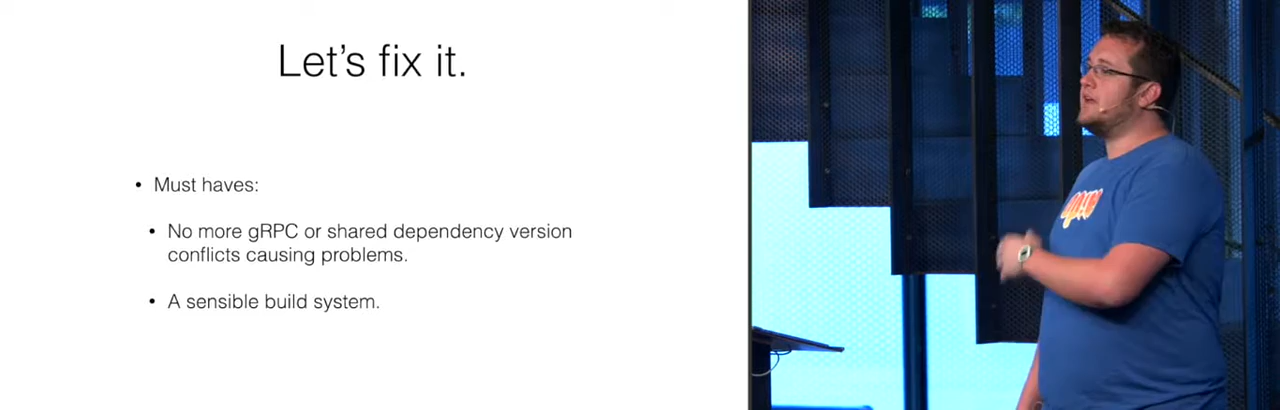 Let's fix it.
• Must haves:
• No more gRPC or shared dependency version
conflicts causing problems.
• A sensible build system.